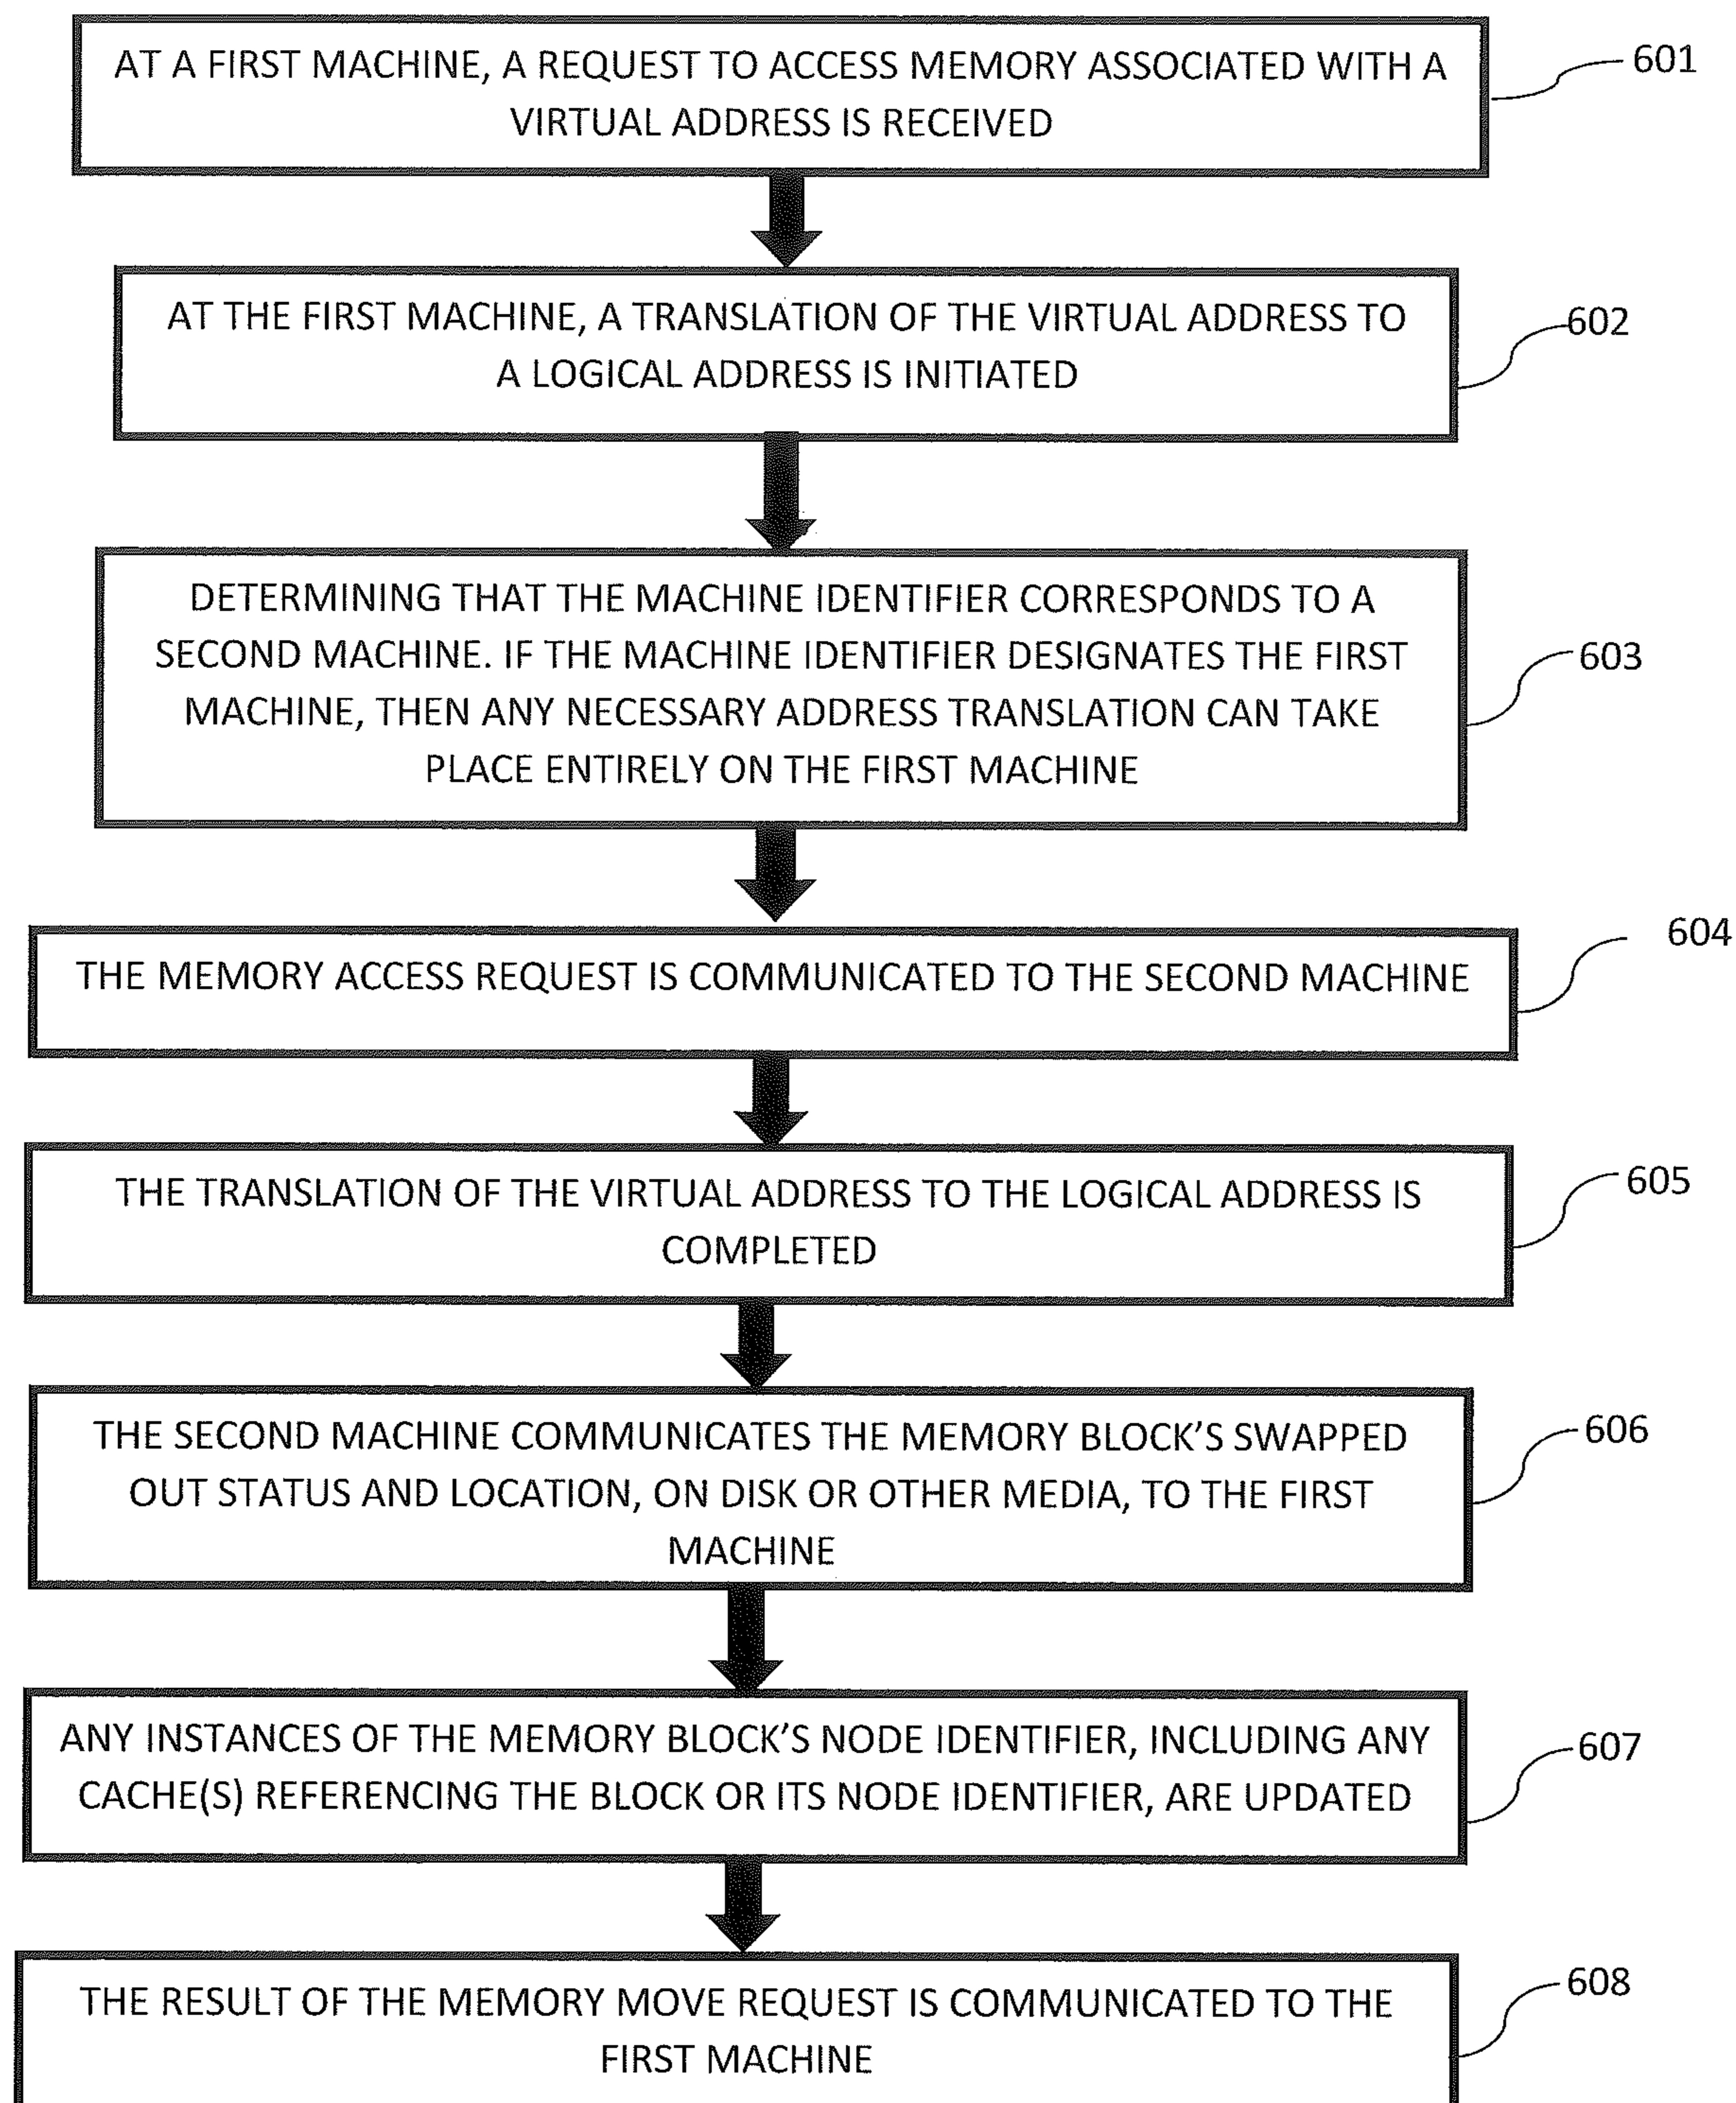 AT A FIRST MACHINE, A REQUEST TO ACCESS MEMORY ASSOCIATED WITH A
VIRTUAL ADDRESS IS RECEIVED
601
AT THE FIRST MACHINE, A TRANSLATION OF THE VIRTUAL ADDRESS TO
A LOGICAL ADDRESS IS INITIATED
602
DETERMINING THAT THE MACHINE IDENTIFIER CORRESPONDS TO A
SECOND MACHINE. IF THE MACHINE IDENTIFIER DESIGNATES THE FIRST
MACHINE, THEN ANY NECESSARY ADDRESS TRANSLATION CAN TAKE
PLACE ENTIRELY ON THE FIRST MACHINE
603
THE MEMORY ACCESS REQUEST IS COMMUNICATED TO THE SECOND MACHINE
604
THE TRANSLATION OF THE VIRTUAL ADDRESS TO THE LOGICAL ADDRESS IS
COMPLETED
605
THE SECOND MACHINE COMMUNICATES THE MEMORY BLOCK'S SWAPPED
OUT STATUS AND LOCATION, ON DISK OR OTHER MEDIA, TO THE FIRST
MACHINE
606
ANY INSTANCES OF THE MEMORY BLOCK'S NODE IDENTIFIER, INCLUDING ANY
CACHE(S) REFERENCING THE BLOCK OR ITS NODE IDENTIFIER, ARE UPDATED
607
THE RESULT OF THE MEMORY MOVE REQUEST IS COMMUNICATED TO THE
FIRST MACHINE
608